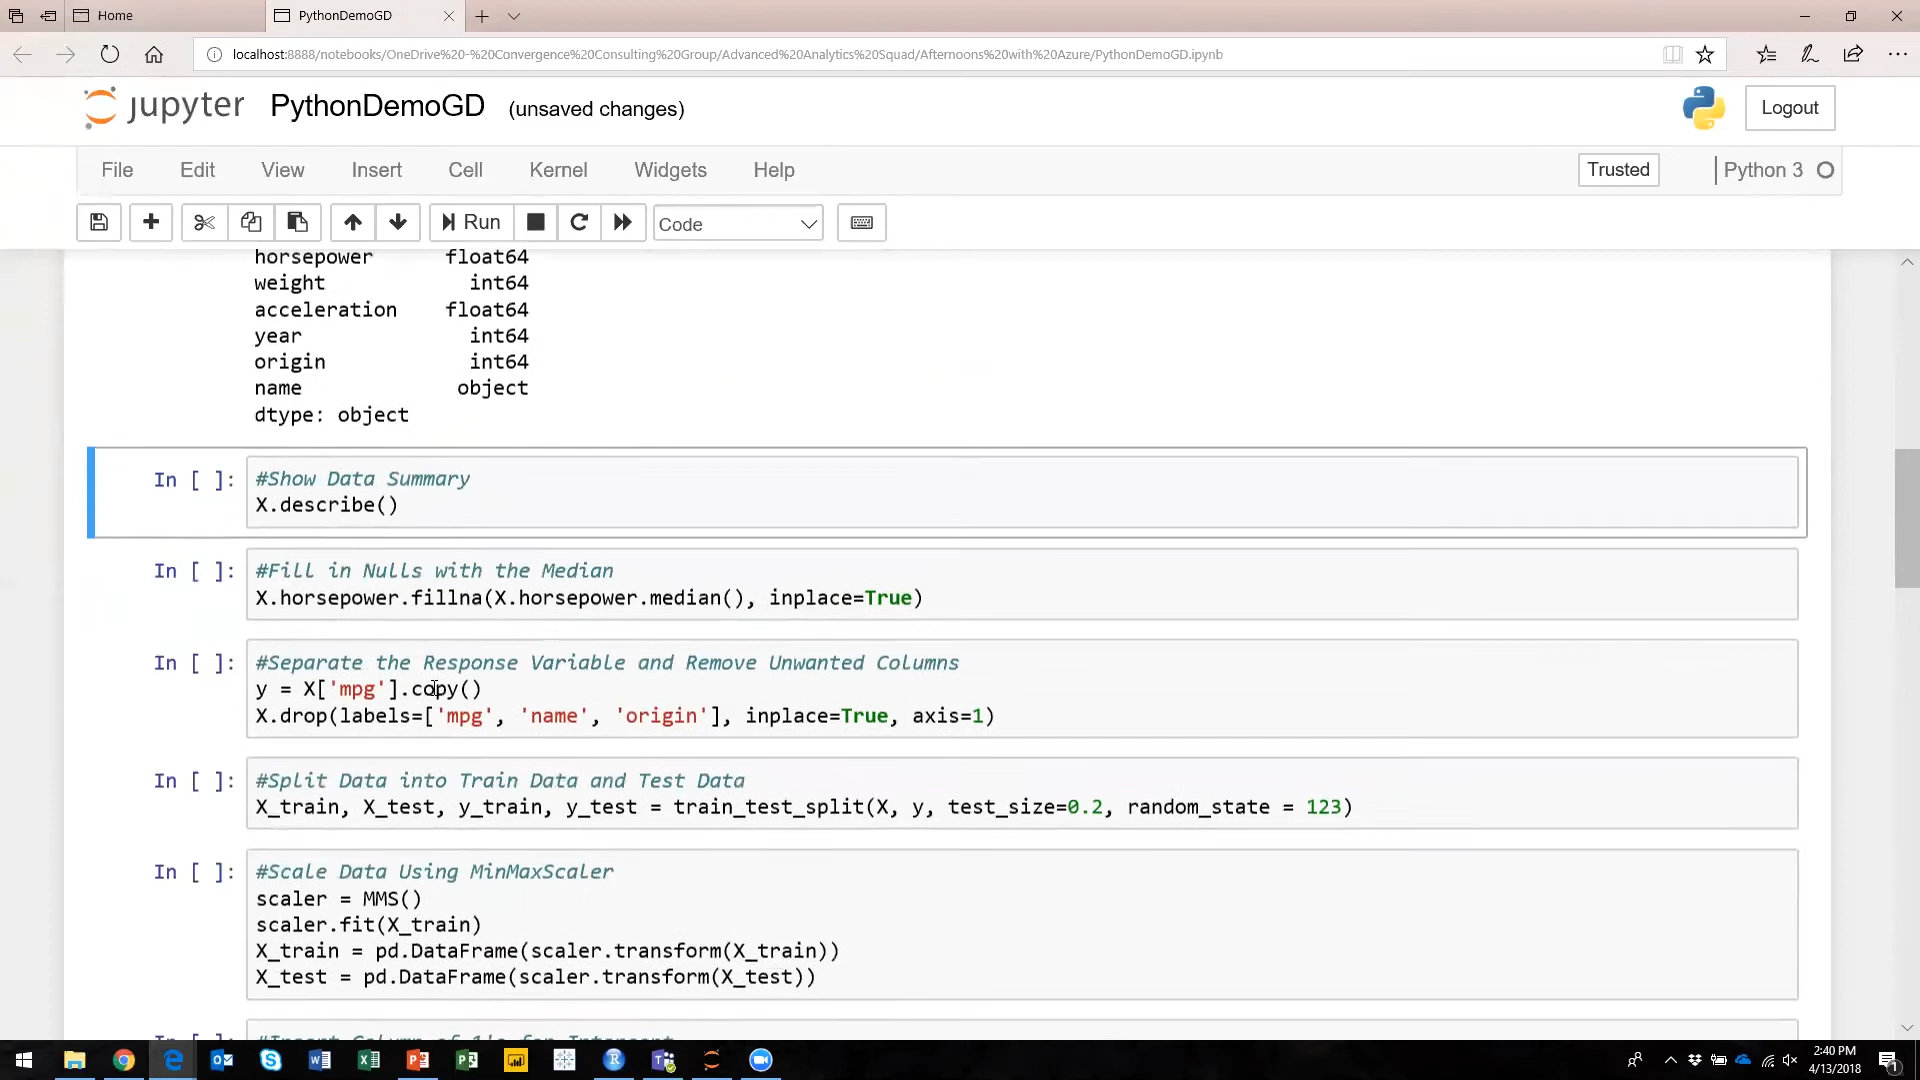 Home
PythonDemoGD
localhost:8888/notebooks/OneDrive%20-%20Convergence%20Consulting%20Group/Advanced%20Analytics%20Squad/Afternoons%20with%20Azure/PythonDemoGD.ipynb
jupyter PythonDemoGD (unsaved changes)
Logout
File Edit View Insert Cell Kernel Widgets Help
Trusted
Python 3
Run
Code
horsepower float64
weight int64
acceleration float64
year int64
origin int64
name object
dtype: object
In [ ]: #Show Data Summary
X.describe()
In [ ]: #Fill in Nulls with the Median
X.horsepower.fillna(X.horsepower.median(), inplace=True)
In [ ]: #Separate the Response Variable and Remove Unwanted Columns
y = X['mpg'].copy()
X.drop(labels=['mpg', 'name', 'origin'], inplace=True, axis=1)
In [ ]: #Split Data into Train Data and Test Data
X_train, X_test, y_train, y_test = train_test_split(X, y, test_size=0.2, random_state = 123)
In [ ]: #Scale Data Using MinMaxScaler
scaler = MMS()
scaler.fit(X_train)
X_train = pd.DataFrame(scaler.transform(X_train))
X_test = pd.DataFrame(scaler.transform(X_test))
In [ ]: #Insert Column of 1's for Intercept
2:40 PM
4/13/2018